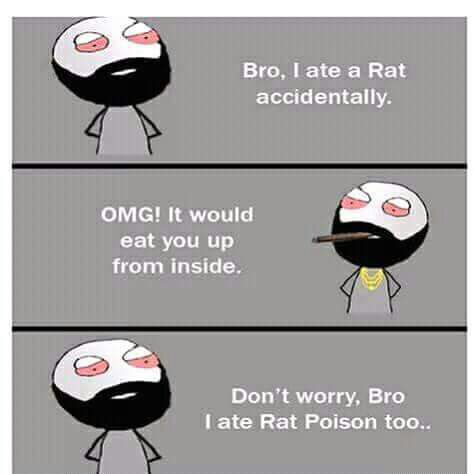 Bro, I ate a Rat
accidentally.
OMG! It would
eat you up
from inside.
Don't worry, Bro
I ate Rat Poison too..